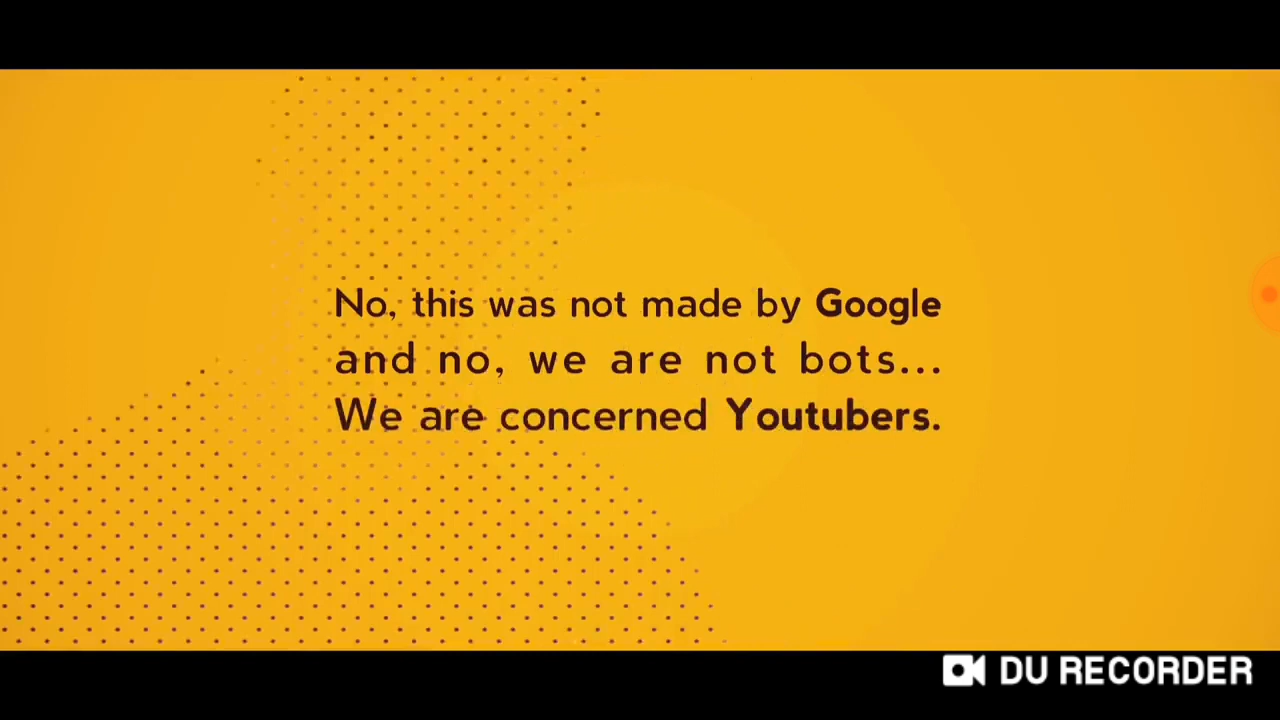 No, this was not made by Google
and no, we are not bots...
We are concerned Youtubers.
DU RECORDER